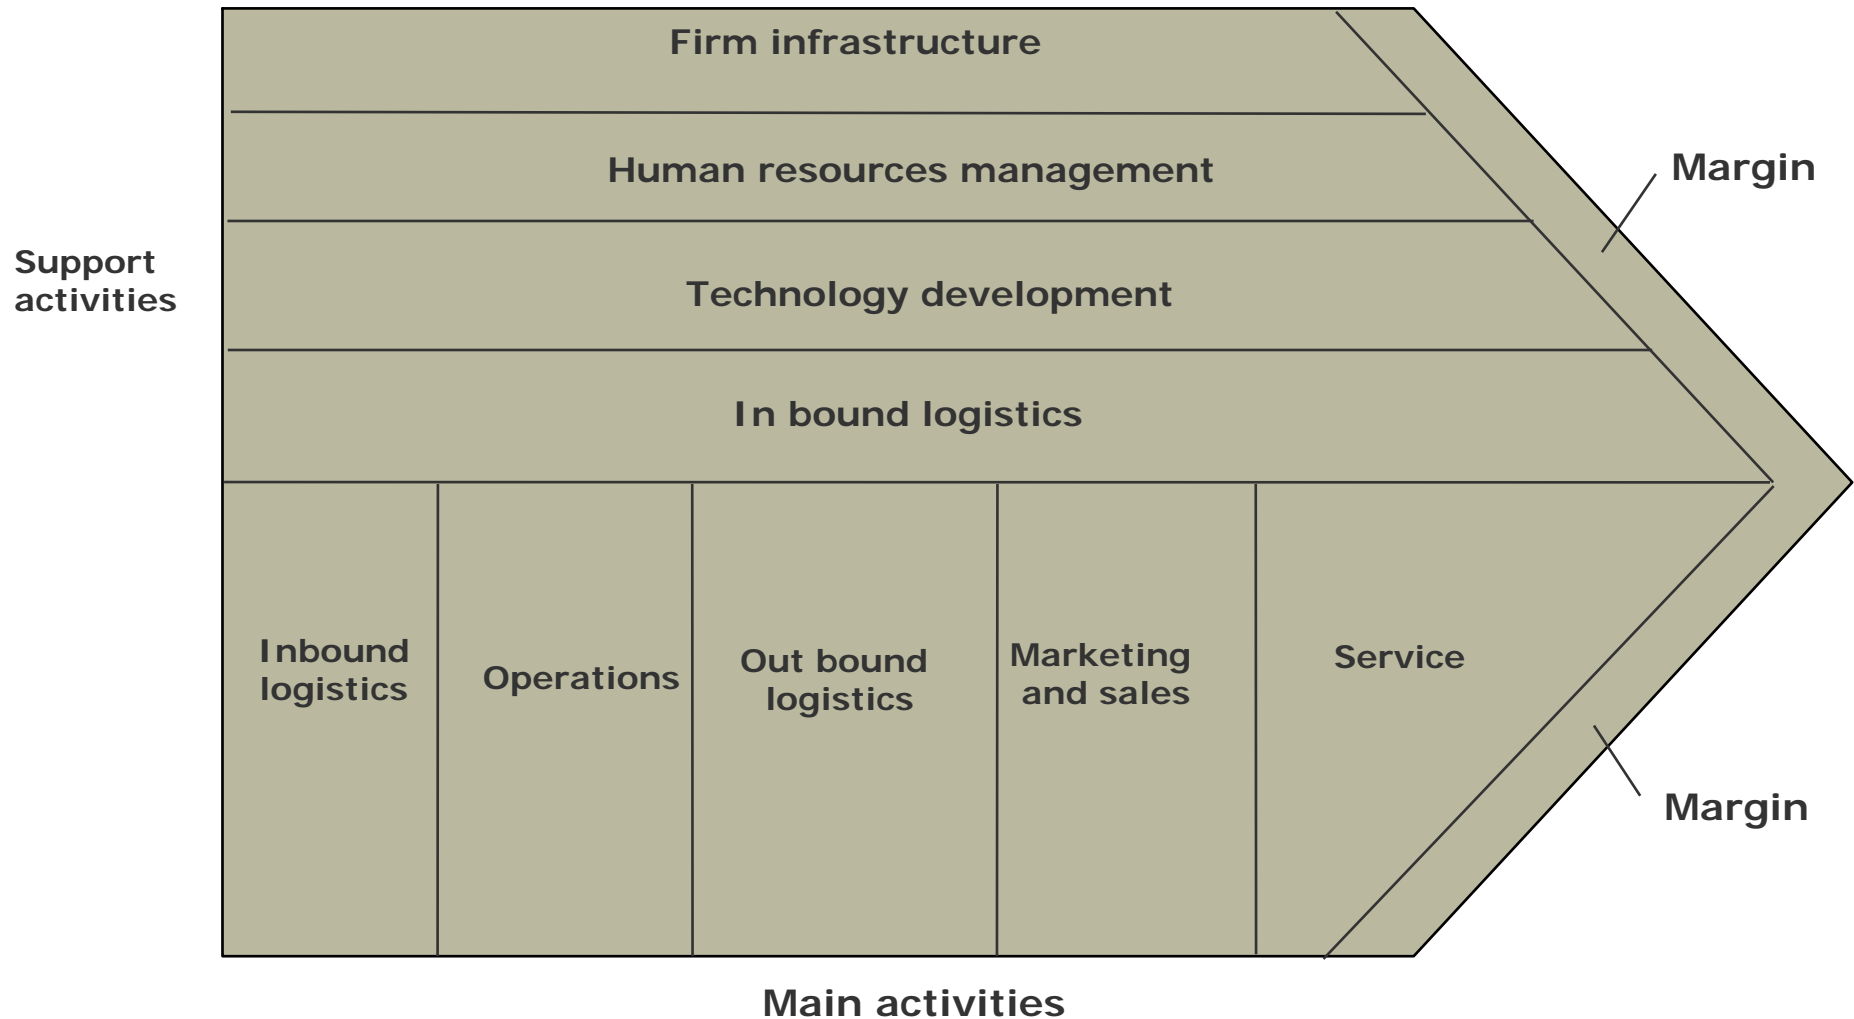 Firm infrastructure
Human resources management
Margin
Support
activities
Technology development
In bound logistics
Inbound
logistics
Operations
Out bound
logistics
Marketing
and sales
Service
Margin
Main activities